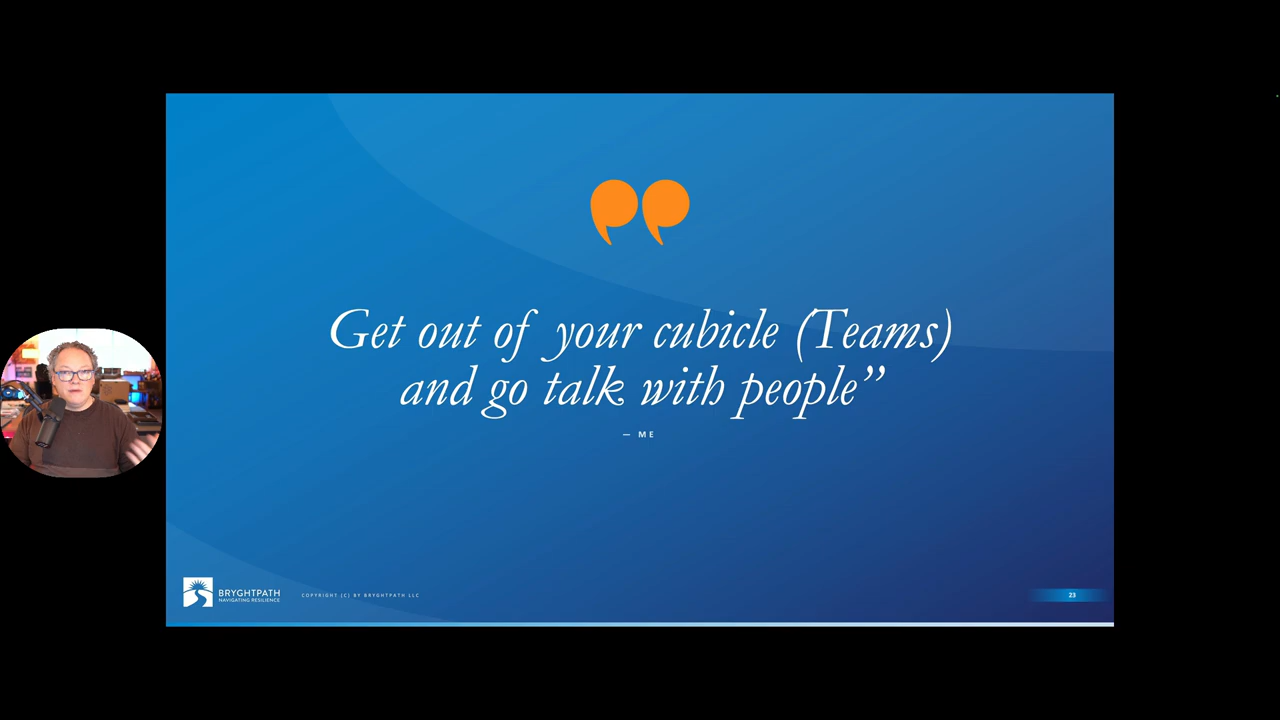 Get out of your cubicle (Teams)
and go talk with people”
— ME
BRYGHTPATH
NAVIGATING RESILIENCE
COPYRIGHT (C) BY BRYGHTPATH LLC
23